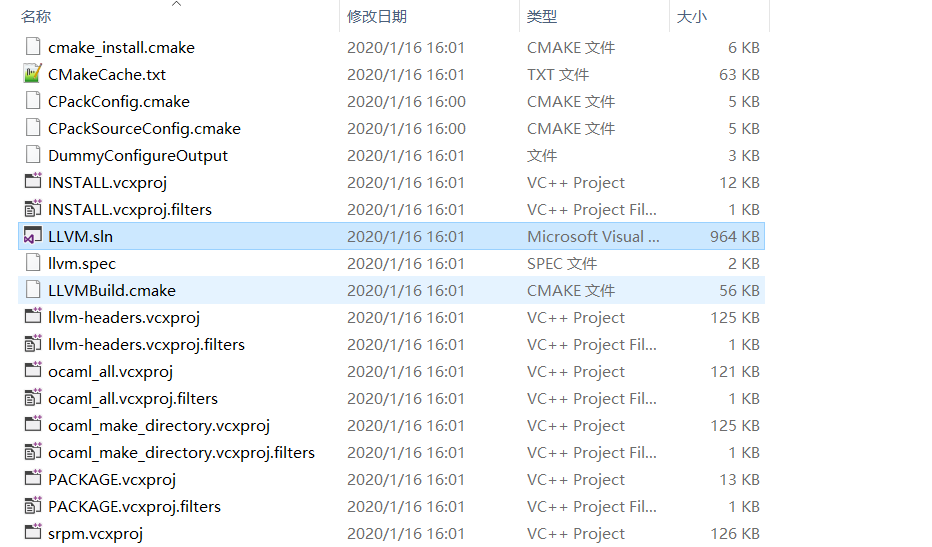 名称 修改日期 类型 大小
cmake_install.cmake 2020/1/16 16:01 CMAKE 文件 6 KB
CMakeCache.txt 2020/1/16 16:01 TXT 文件 63 KB
CPackConfig.cmake 2020/1/16 16:00 CMAKE 文件 5 KB
CPackSourceConfig.cmake 2020/1/16 16:00 CMAKE 文件 5 KB
DummyConfigureOutput 2020/1/16 16:01 文件 3 KB
INSTALL.vcxproj 2020/1/16 16:01 VC++ Project 12 KB
INSTALL.vcxproj.filters 2020/1/16 16:01 VC++ Project Fil... 1 KB
LLVM.sln 2020/1/16 16:01 Microsoft Visual ... 964 KB
llvm.spec 2020/1/16 16:01 SPEC 文件 2 KB
LLVMBuild.cmake 2020/1/16 16:01 CMAKE 文件 56 KB
llvm-headers.vcxproj 2020/1/16 16:01 VC++ Project 125 KB
llvm-headers.vcxproj.filters 2020/1/16 16:01 VC++ Project Fil... 1 KB
ocaml_all.vcxproj 2020/1/16 16:01 VC++ Project 121 KB
ocaml_all.vcxproj.filters 2020/1/16 16:01 VC++ Project Fil... 1 KB
ocaml_make_directory.vcxproj 2020/1/16 16:01 VC++ Project 125 KB
ocaml_make_directory.vcxproj.filters 2020/1/16 16:01 VC++ Project Fil... 1 KB
PACKAGE.vcxproj 2020/1/16 16:01 VC++ Project 13 KB
PACKAGE.vcxproj.filters 2020/1/16 16:01 VC++ Project Fil... 1 KB
srpm.vcxproj 2020/1/16 16:01 VC++ Project 126 KB